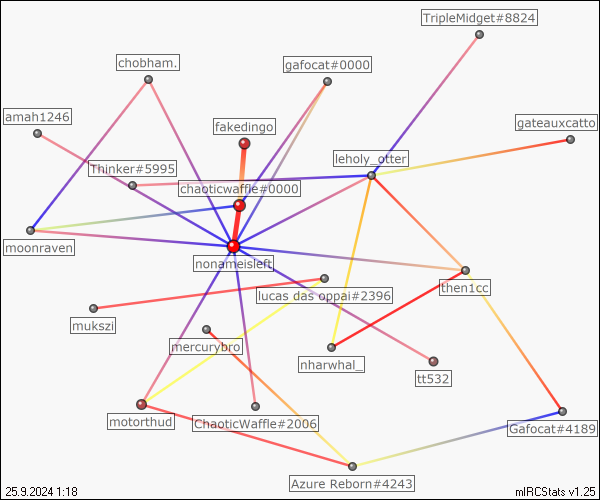 TripleMidget#8824
chobham.
gafocat#0000
amah1246
fakedingo
gateauxcatto
leholy_otter
Thinker#5995
chaoticwaffle#0000
moonraven
nonameisleft
then1cc
lucas das oppai#2396
mukszi
mercurybro
nharwhal_
tt532
motorthud
ChaoticWaffle#2006
Gafocat#4189
Azure Reborn#4243
25.9.2024 1:18
mIRCStats v1.25